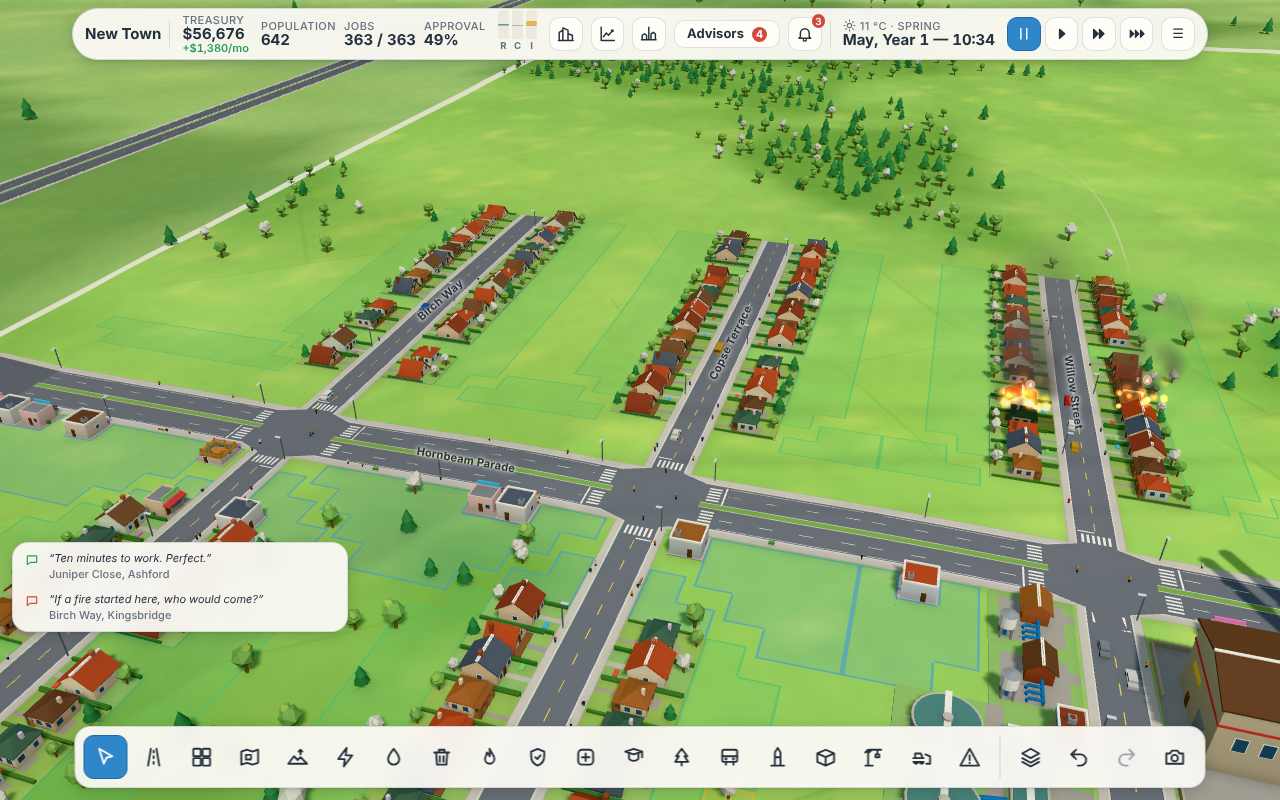 New Town
TREASURY
$56,676
+$1,380/mo
POPULATION
642
JOBS
363 / 363
APPROVAL
49%
R C I
Advisors 4
3
11 °C · SPRING
May, Year 1 — 10:34
Birch Way
Copse Terrace
Willow Street
Hornbeam Parade
“Ten minutes to work. Perfect.”
Juniper Close, Ashford
“If a fire started here, who would come?”
Birch Way, Kingsbridge